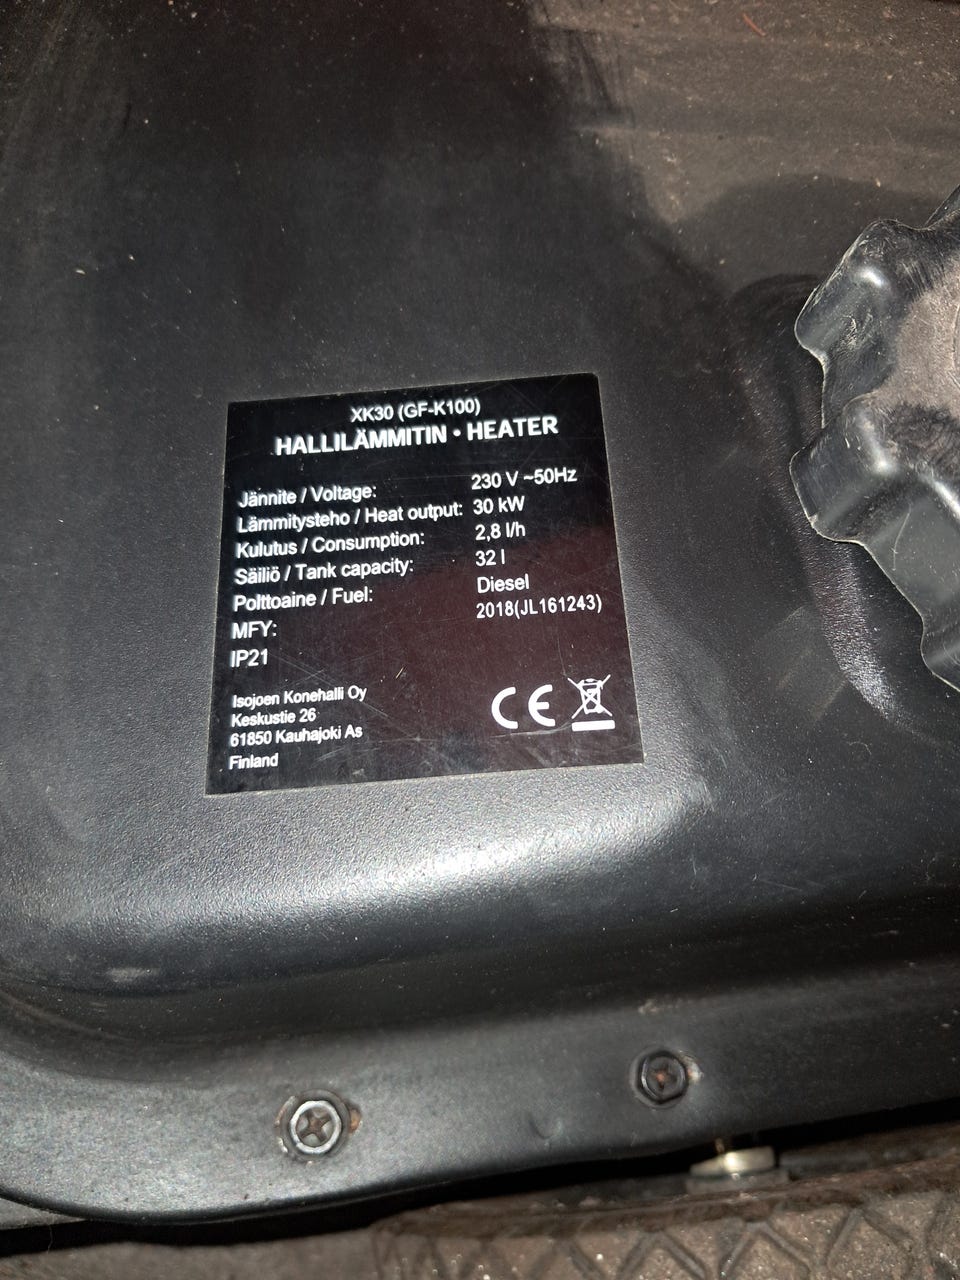 XK30 (GF-K100)
HALLILÄMMITIN • HEATER
Jännite / Voltage: 230 V ~50Hz
Lämmitysteho / Heat output: 30 kW
Kulutus / Consumption: 2,8 l/h
Säiliö / Tank capacity: 32 l
Polttoaine / Fuel: Diesel
MFY: 2018(JL161243)
IP21
Isojoen Konehalli Oy
Keskustie 26
61850 Kauhajoki As
Finland
CE